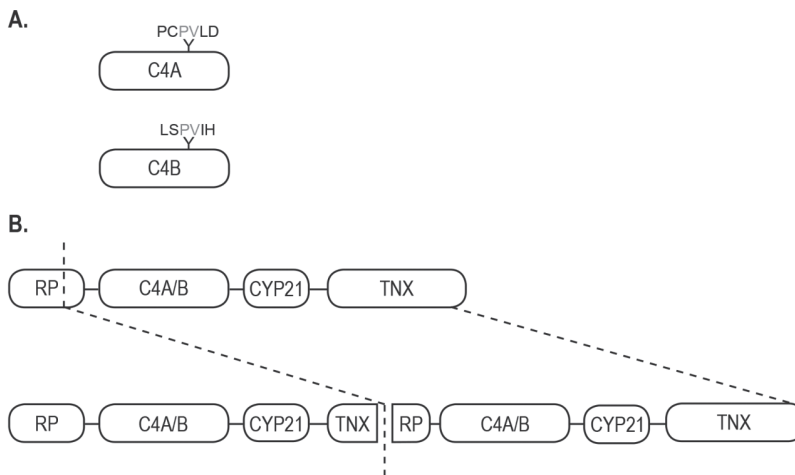 A.
PCPVLD
C4A
LSPVIH
C4B
B.
RP C4A/B CYP21 TNX
RP C4A/B CYP21 TNX RP C4A/B CYP21 TNX